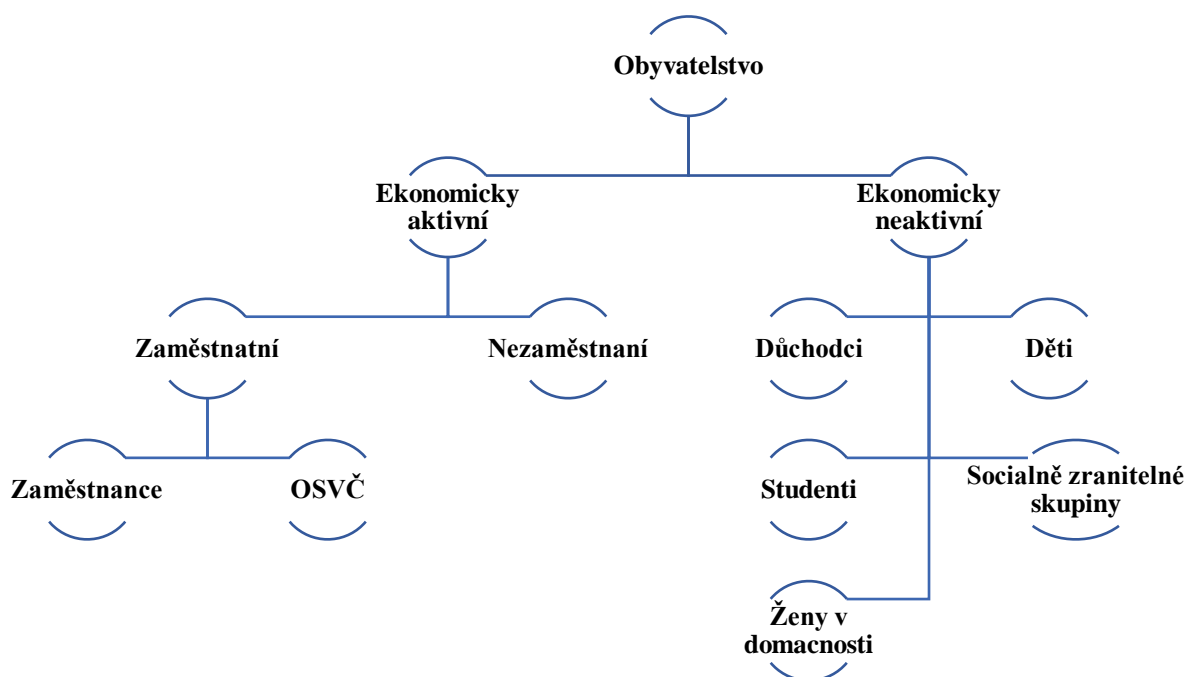 Obyvatelstvo
Ekonomicky
aktivní
Ekonomicky
neaktivní
Zaměstnatní
Nezaměstnaní
Důchodci
Děti
Zaměstnance
OSVČ
Studenti
Socialně zranitelné
skupiny
Ženy v
domacnosti